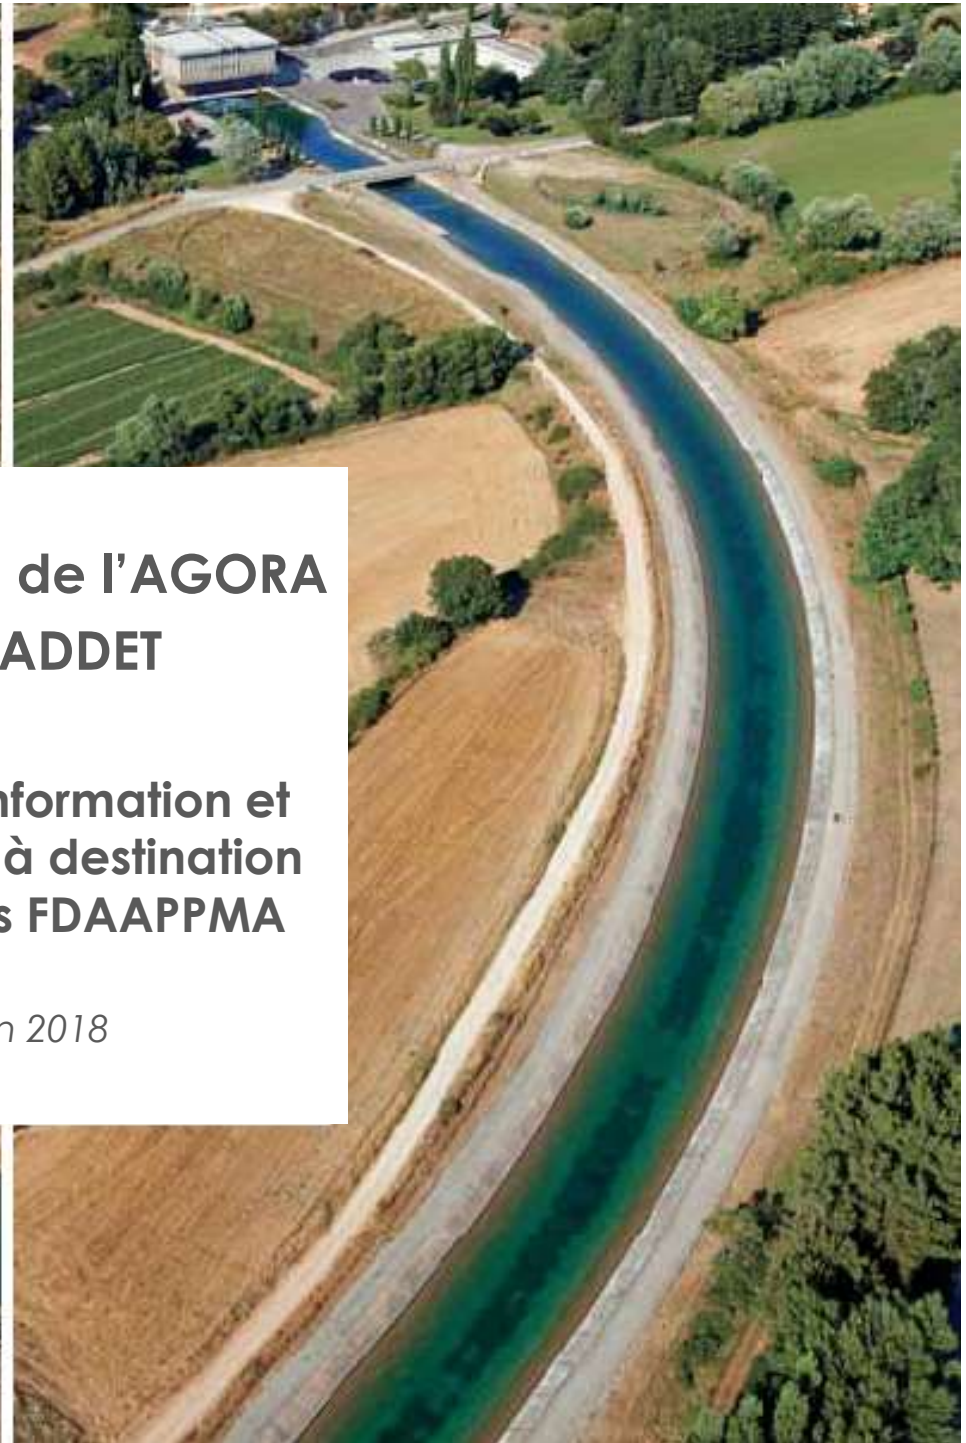 de l’AGORA
ADDET
nformation et
à destination
s FDAAPPMA
n 2018